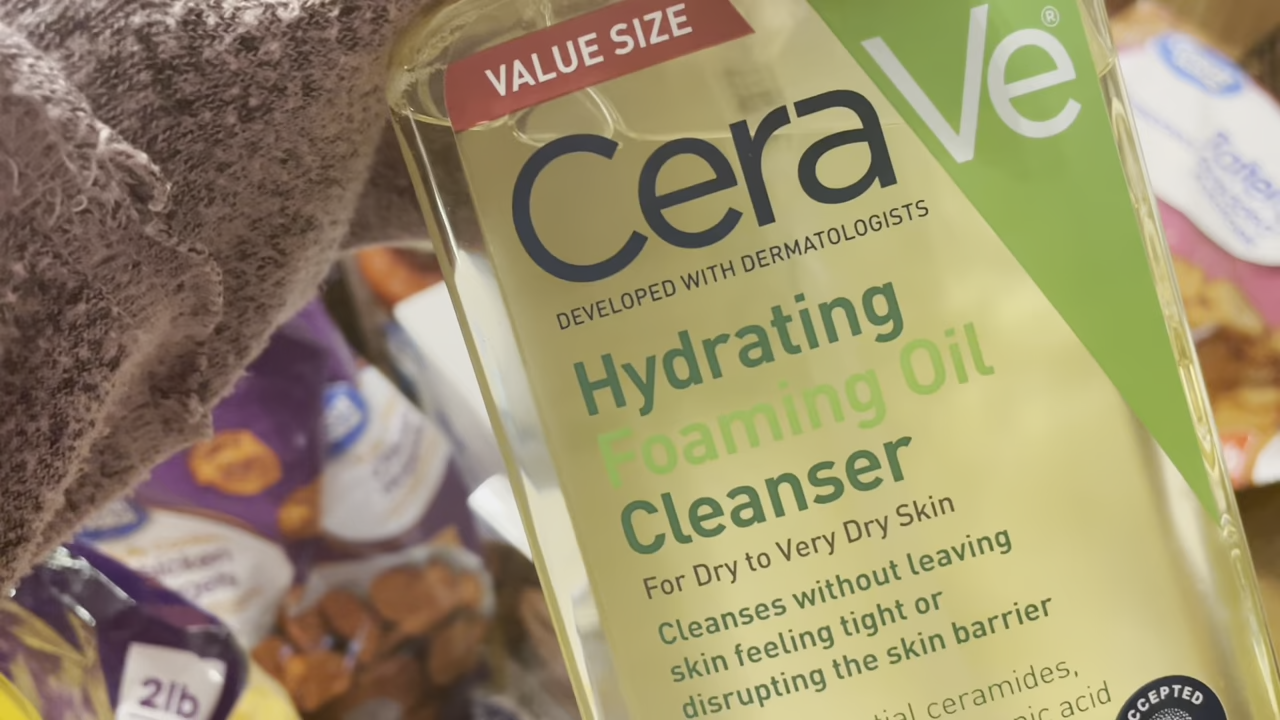 VALUE SIZE
CeraVe®
DEVELOPED WITH DERMATOLOGISTS
Hydrating
Foaming Oil
Cleanser
For Dry to Very Dry Skin
Cleanses without leaving
skin feeling tight or
disrupting the skin barrier
ceramides,
acid
2lb